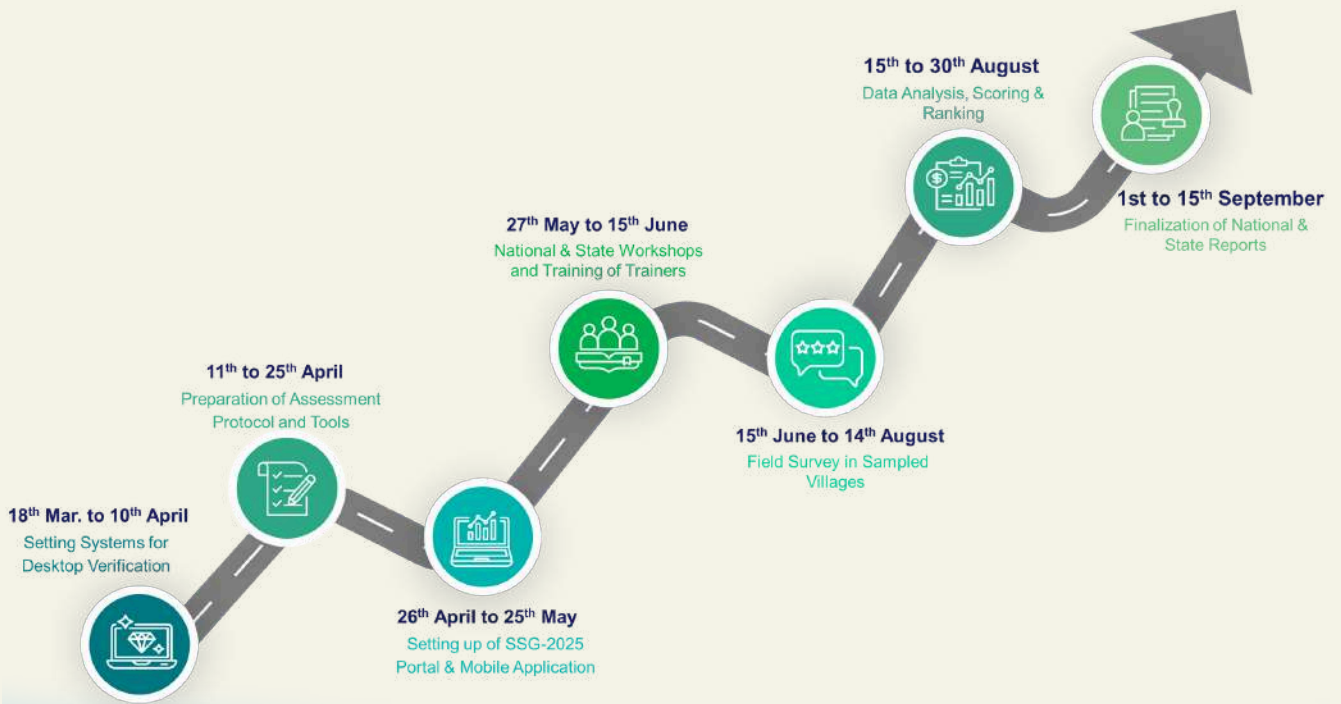 18th Mar. to 10th April
Setting Systems for
Desktop Verification
11th to 25th April
Preparation of Assessment
Protocol and Tools
26th April to 25th May
Setting up of SSG-2025
Portal & Mobile Application
27th May to 15th June
National & State Workshops
and Training of Trainers
15th June to 14th August
Field Survey in Sampled
Villages
15th to 30th August
Data Analysis, Scoring &
Ranking
1st to 15th September
Finalization of National &
State Reports